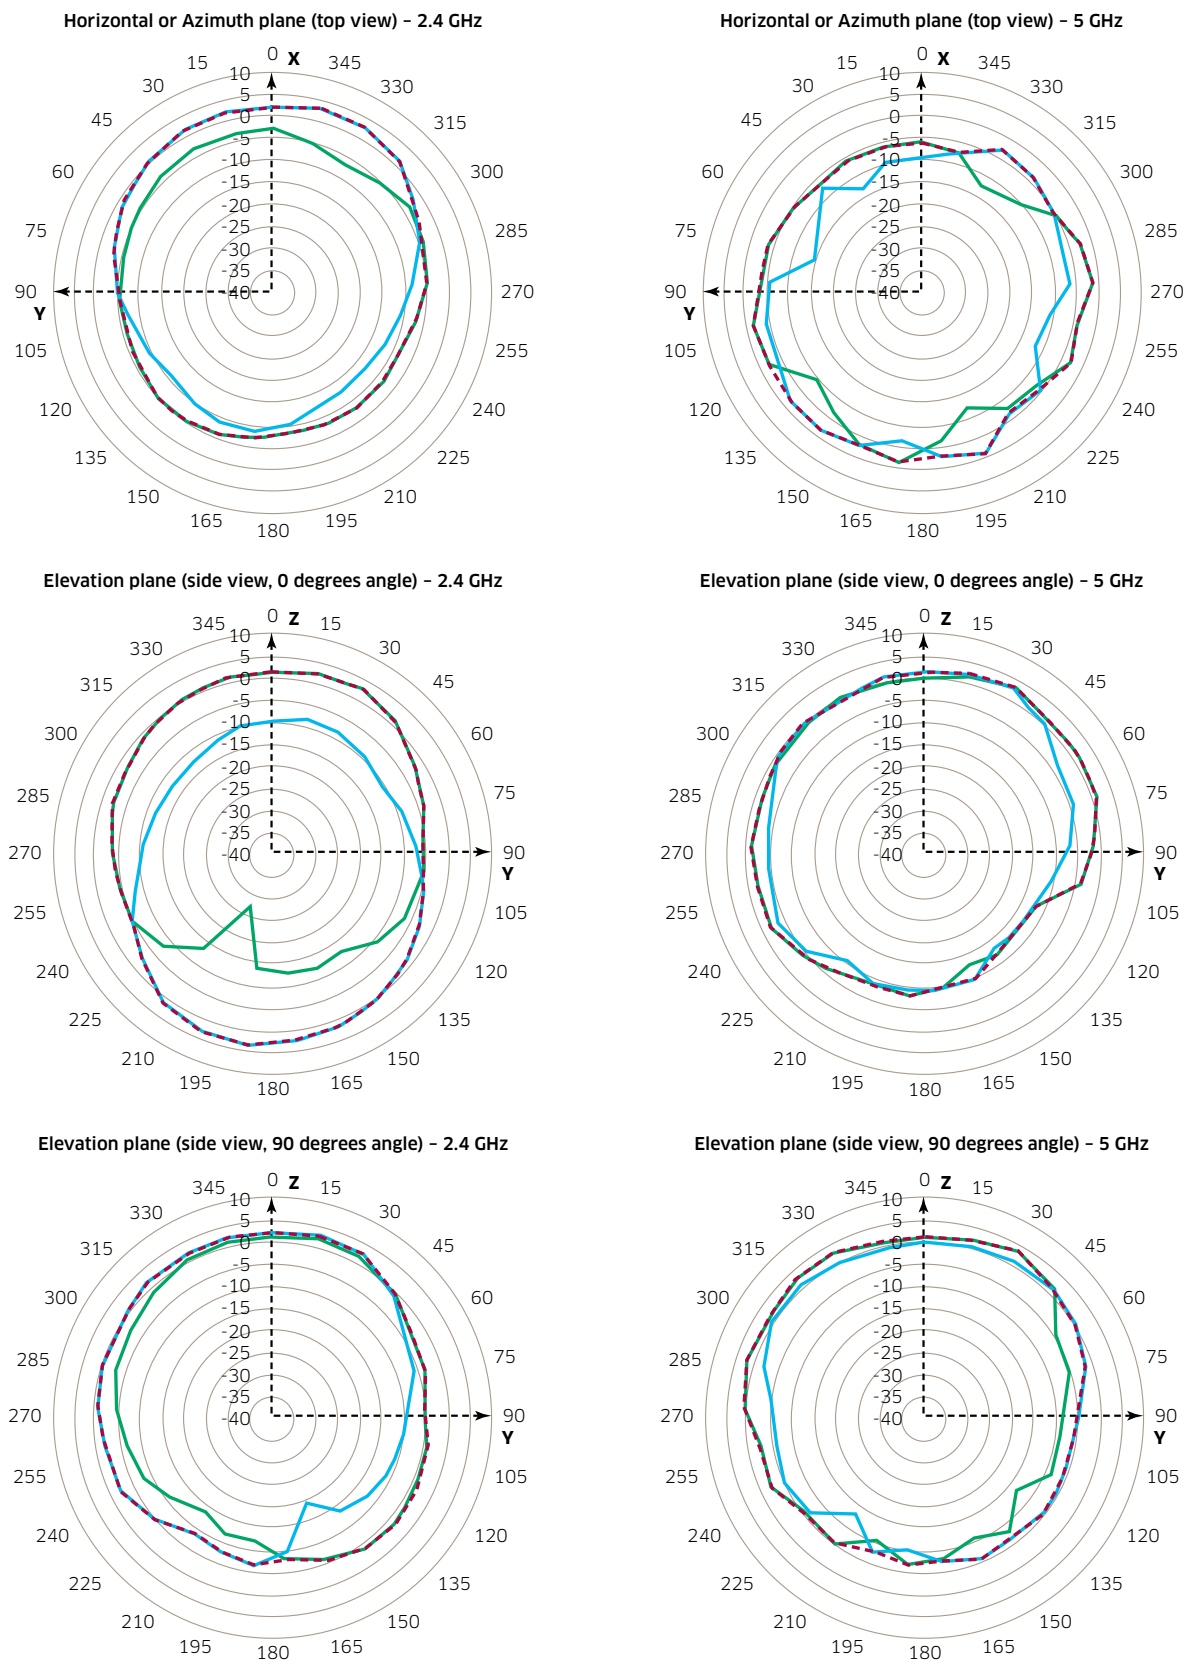 Horizontal or Azimuth plane (top view) – 2.4 GHz
0 X
15 345
10
30 330
5
45 0 315
-5
-10
60 -15 300
-20
75 -25 285
-30
-35
90 -40 270
Y
105 255
120 240
135 225
150 210
165 195
180
Horizontal or Azimuth plane (top view) – 5 GHz
0 X
15 345
10
30 330
5
45 0 315
-5
-10
60 -15 300
-20
75 -25 285
-30
-35
90 -40 270
Y
105 255
120 240
135 225
150 210
165 195
180
Elevation plane (side view, 0 degrees angle) – 2.4 GHz
0 Z
345 15
10
330 30
5
315 0 45
-5
-10
300 -15 60
-20
285 -25 75
-30
-35
270 -40 90
Y
255 105
240 120
225 135
210 150
195 165
180
Elevation plane (side view, 0 degrees angle) – 5 GHz
0 Z
345 15
10
330 30
5
315 0 45
-5
-10
300 -15 60
-20
285 -25 75
-30
-35
270 -40 90
Y
255 105
240 120
225 135
210 150
195 165
180
Elevation plane (side view, 90 degrees angle) – 2.4 GHz
0 Z
345 15
10
330 30
5
315 0 45
-5
-10
300 -15 60
-20
285 -25 75
-30
-35
270 -40 90
Y
255 105
240 120
225 135
210 150
195 165
180
Elevation plane (side view, 90 degrees angle) – 5 GHz
0 Z
345 15
10
330 30
5
315 0 45
-5
-10
300 -15 60
-20
285 -25 75
-30
-35
270 -40 90
Y
255 105
240 120
225 135
210 150
195 165
180